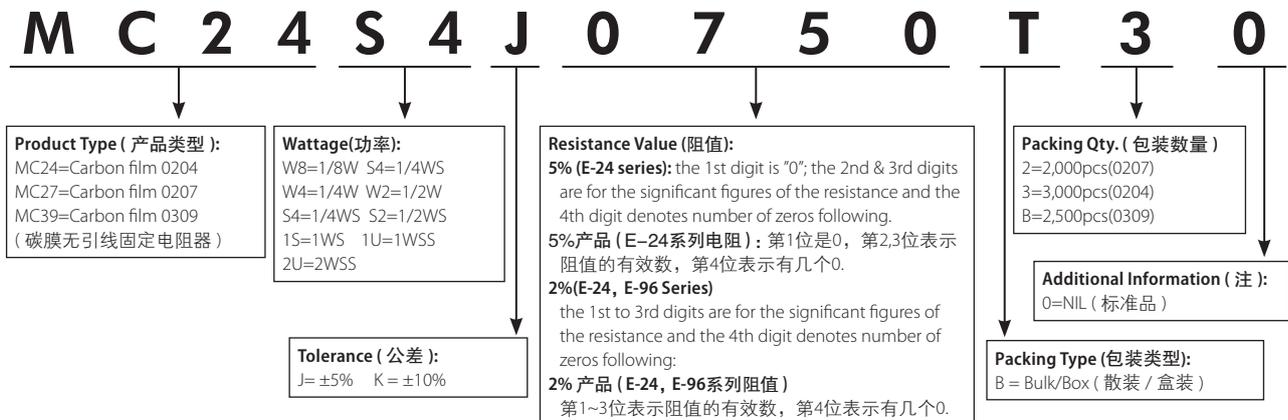 MC24S4J0750T30
Product Type ( 产品类型 ):
MC24=Carbon film 0204
MC27=Carbon film 0207
MC39=Carbon film 0309
( 碳膜无引线固定电阻器 )
Wattage(功率):
W8=1/8W S4=1/4WS
W4=1/4W W2=1/2W
S4=1/4WS S2=1/2WS
1S=1WS 1U=1WSS
2U=2WSS
Tolerance ( 公差 ):
J= ±5% K = ±10%
Resistance Value (阻值):
5% (E-24 series): the 1st digit is "0"; the 2nd & 3rd digits
are for the significant figures of the resistance and the
4th digit denotes number of zeros following.
5%产品 ( E–24系列电阻 ) : 第1位是0，第2,3位表示
阻值的有效数，第4位表示有几个0.
2%(E-24, E-96 Series)
the 1st to 3rd digits are for the significant figures of
the resistance and the 4th digit denotes number of
zeros following:
2% 产品 ( E-24, E-96系列阻值 )
第1~3位表示阻值的有效数，第4位表示有几个0.
Packing Qty. ( 包装数量 )
2=2,000pcs(0207)
3=3,000pcs(0204)
B=2,500pcs(0309)
Additional Information ( 注 ):
0=NIL ( 标准品 )
Packing Type (包装类型):
B = Bulk/Box ( 散装 / 盒装 )